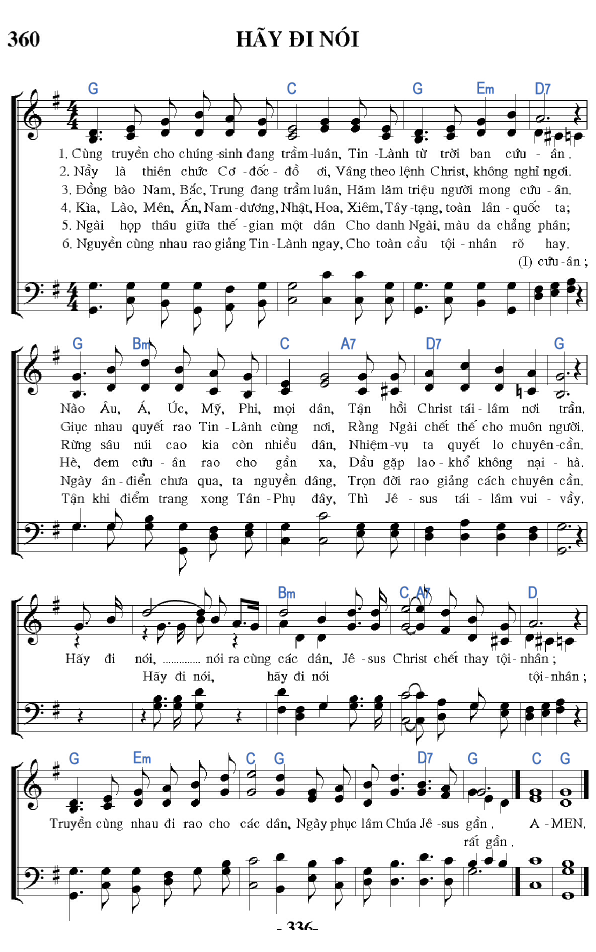 360 HÃY ĐI NÓI
G C G Em D7
1. Cùng truyền cho chúng-sinh đang trầm-luân, Tin-Lành từ trời ban cứu-ân.
2. Nầy là thiên chức Cơ-đốc-đồ ơi, Vâng theo lệnh Christ, không nghỉ ngơi.
3. Đồng bào Nam, Bắc, Trung đang trầm luân, Hăm lăm triệu người mong cứu-ân.
4. Kìa, Lào, Mên, Ấn, Nam-dương, Nhật, Hoa, Xiêm, Tây-tạng, toàn lân-quốc ta;
5. Ngài họp thâu giữa thế-gian một dân Cho danh Ngài, màu da chẳng phân;
6. Nguyền cùng nhau rao giảng Tin-Lành ngay, Cho toàn cầu tội-nhân rõ hay.
(I) cứu-ân;
G Bm C A7 D7 G
Nào Âu, Á, Úc, Mỹ, Phi, mọi dân, Tận hồi Christ tái-lâm nơi trần.
Giục nhau quyết rao Tin-Lành cùng nơi, Rằng Ngài chết thế cho muôn người.
Rừng sâu núi cao kia còn nhiều dân, Nhiệm-vụ ta quyết lo chuyên-cần.
Hè, đem cứu-ân rao cho gần xa, Dầu gặp lao-khổ không nại-hà.
Ngày ân-điển chưa qua, ta nguyền dâng, Trọn đời rao giảng cách chuyên cần.
Tận khi điểm trang xong Tân-Phụ đây, Thì Jê-sus tái-lâm vui-vầy.
Bm C A7 D
Hãy đi nói, .............. nói ra cùng các dân, Jê-sus Christ chết thay tội-nhân;
Hãy đi nói, hãy đi nói tội-nhân;
G Em C G D7 G C G
Truyền cùng nhau đi rao cho các dân, Ngày phục lâm Chúa Jê-sus gần. A-MEN.
rất gần.
- 336-